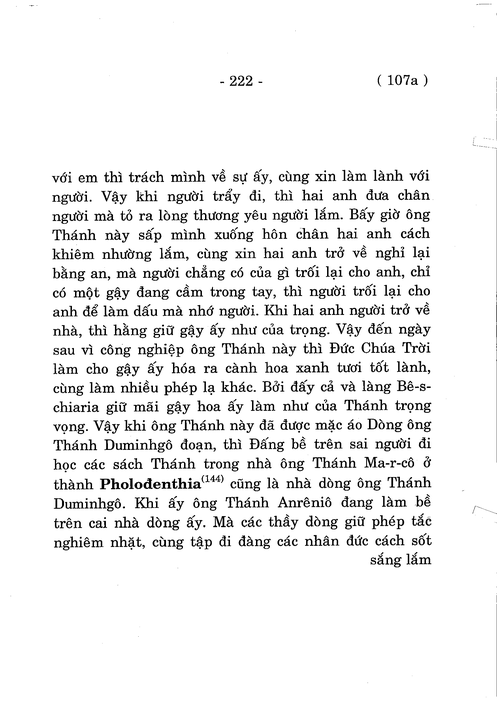 - 222 -
( 107a )
với em thì trách mình về sự ấy, cùng xin làm lành với
người. Vậy khi người trẩy đi, thì hai anh đưa chân
người mà tỏ ra lòng thương yêu người lắm. Bấy giờ ông
Thánh này sấp mình xuống hôn chân hai anh cách
khiêm nhường lắm, cùng xin hai anh trở về nghỉ lại
bằng an, mà người chẳng có của gì trối lại cho anh, chỉ
có một gậy đang cầm trong tay, thì người trối lại cho
anh để làm dấu mà nhớ người. Khi hai anh người trở về
nhà, thì hằng giữ gậy ấy như của trọng. Vậy đến ngày
sau vì công nghiệp ông Thánh này thì Đức Chúa Trời
làm cho gậy ấy hóa ra cành hoa xanh tươi tốt lành,
cùng làm nhiều phép lạ khác. Bởi đấy cả và làng Bê-s-
chiaria giữ mãi gậy hoa ấy làm như của Thánh trọng
vọng. Vậy khi ông Thánh này đã được mặc áo Dòng ông
Thánh Duminhgô đoạn, thì Đấng bề trên sai người đi
học các sách Thánh trong nhà ông Thánh Ma-r-cô ở
thành Pholođenthia(144) cũng là nhà dòng ông Thánh
Duminhgô. Khi ấy ông Thánh Anrêniô đang làm bề
trên cai nhà dòng ấy. Mà các thầy dòng giữ phép tắc
nghiêm nhặt, cùng tập đi đàng các nhân đức cách sốt
sắng lắm